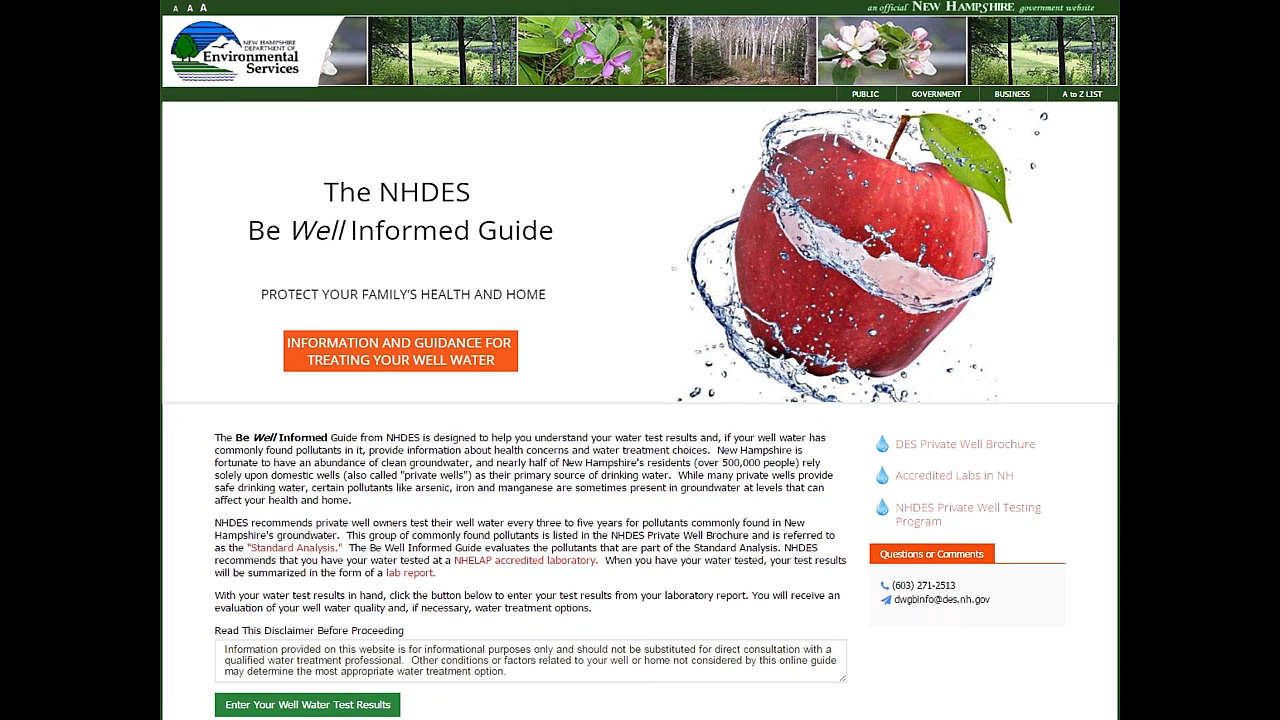 A A A
an official NEW HAMPSHIRE government website
NEW HAMPSHIRE
DEPARTMENT OF
Environmental
Services
PUBLIC GOVERNMENT BUSINESS A to Z LIST
The NHDES
Be Well Informed Guide
PROTECT YOUR FAMILY'S HEALTH AND HOME
INFORMATION AND GUIDANCE FOR
TREATING YOUR WELL WATER
The Be Well Informed Guide from NHDES is designed to help you understand your water test results and, if your well water has
commonly found pollutants in it, provide information about health concerns and water treatment choices. New Hampshire is
fortunate to have an abundance of clean groundwater, and nearly half of New Hampshire's residents (over 500,000 people) rely
solely upon domestic wells (also called "private wells") as their primary source of drinking water. While many private wells provide
safe drinking water, certain pollutants like arsenic, iron and manganese are sometimes present in groundwater at levels that can
affect your health and home.
NHDES recommends private well owners test their well water every three to five years for pollutants commonly found in New
Hampshire's groundwater. This group of commonly found pollutants is listed in the NHDES Private Well Brochure and is referred to
as the "Standard Analysis." The Be Well Informed Guide evaluates the pollutants that are part of the Standard Analysis. NHDES
recommends that you have your water tested at a NHELAP accredited laboratory. When you have your water tested, your test results
will be summarized in the form of a lab report.
With your water test results in hand, click the button below to enter your test results from your laboratory report. You will receive an
evaluation of your well water quality and, if necessary, water treatment options.
Read This Disclaimer Before Proceeding
Information provided on this website is for informational purposes only and should not be substituted for direct consultation with a
qualified water treatment professional. Other conditions or factors related to your well or home not considered by this online guide
may determine the most appropriate water treatment option.
Enter Your Well Water Test Results
DES Private Well Brochure
Accredited Labs in NH
NHDES Private Well Testing
Program
Questions or Comments
(603) 271-2513
dwgbinfo@des.nh.gov